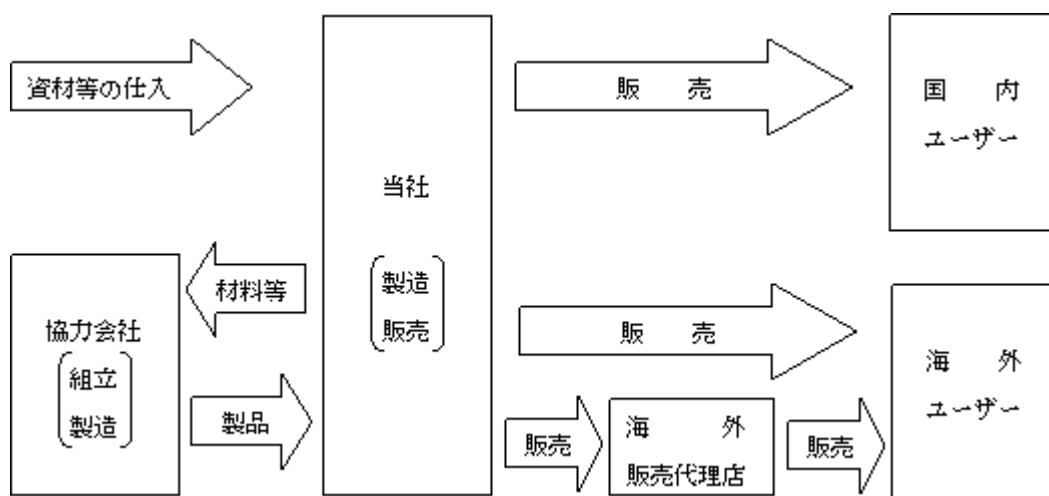 資材等の仕入
販　売
国　内
ユーザー
当社
製造
販売
材料等
協力会社
組立
製造
製品
販　売
海　外
ユーザー
販売
海　外
販売代理店
販売